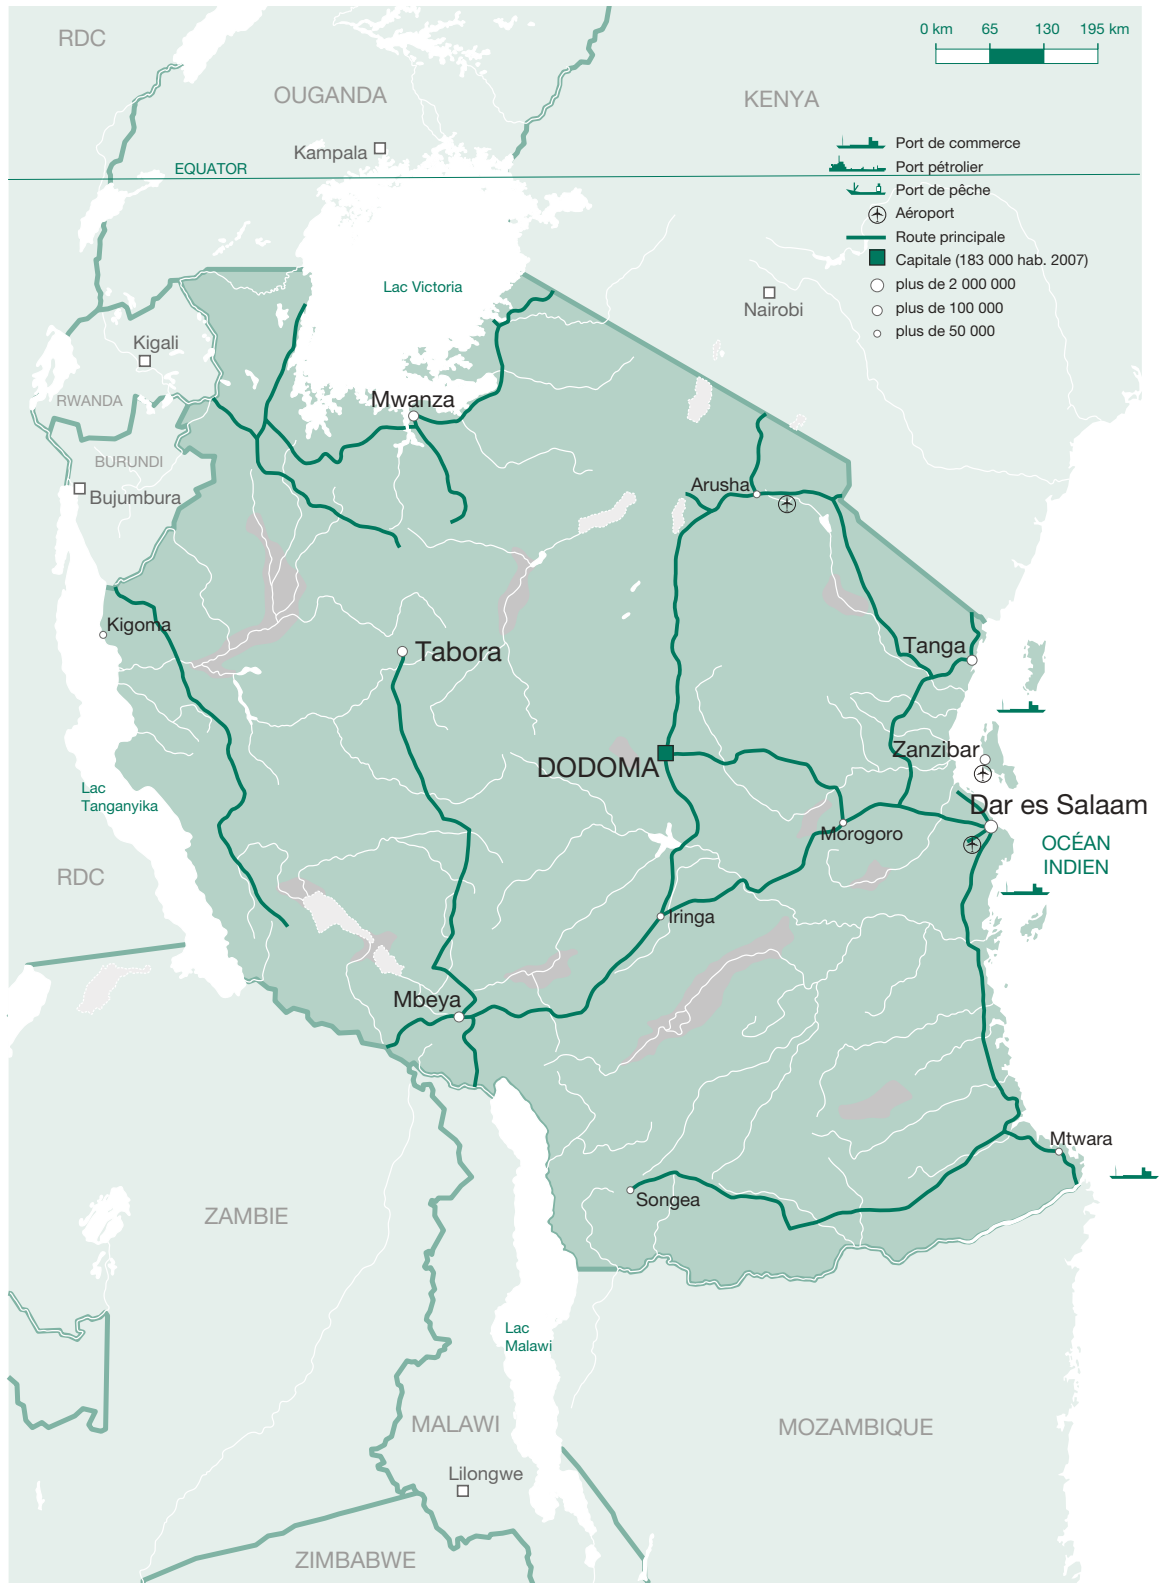 0 km 65 130 195 km
RDC
OUGANDA
KENYA
Kampala
Port de commerce
EQUATOR
Port pétrolier
Port de pêche
Aéroport
Route principale
Capitale (183 000 hab. 2007)
plus de 2 000 000
plus de 100 000
plus de 50 000
Lac Victoria
Nairobi
Kigali
RWANDA
Mwanza
BURUNDI
Bujumbura
Arusha
Kigoma
Tabora
Tanga
Zanzibar
DODOMA
Lac
Tanganyika
Dar es Salaam
Morogoro
OCÉAN
INDIEN
RDC
Iringa
Mbeya
Mtwara
Songea
ZAMBIE
Lac
Malawi
MALAWI
MOZAMBIQUE
Lilongwe
ZIMBABWE